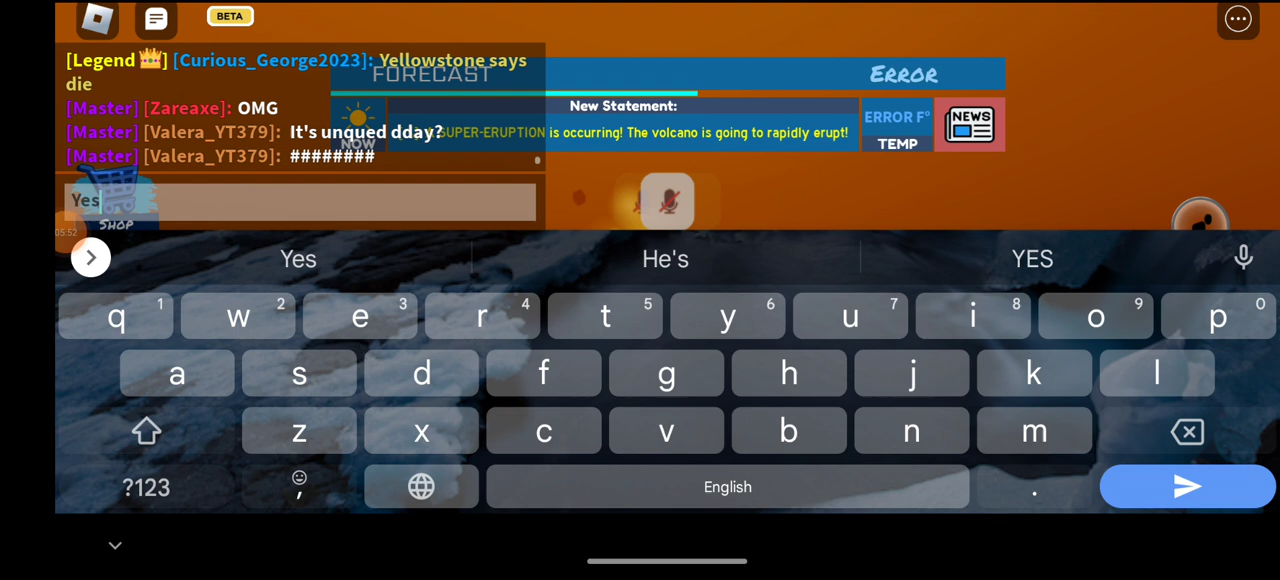 BETA
[Legend 👑] [Curious_George2023]: Yellowstone says
die
[Master] [Zareaxe]: OMG
[Master] [Valera_YT379]: It's unqued dday?
[Master] [Valera_YT379]: ########
Yes
SHOP
05:52
FORECAST
ERROR
New Statement:
SUPER-ERUPTION is occurring! The volcano is going to rapidly erupt!
NOW
ERROR F°
TEMP
NEWS
Yes He's YES
q 1 w 2 e 3 r 4 t 5 y 6 u 7 i 8 o 9 p 0
a s d f g h j k l
z x c v b n m
?123 , English .